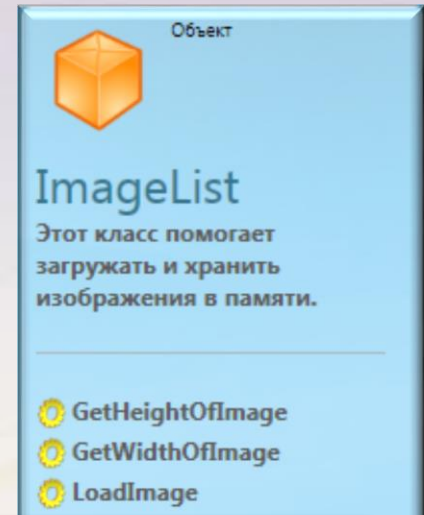 Объект
ImageList
Этот класс помогает
загружать и хранить
изображения в памяти.
GetHeightOfImage
GetWidthOfImage
LoadImage